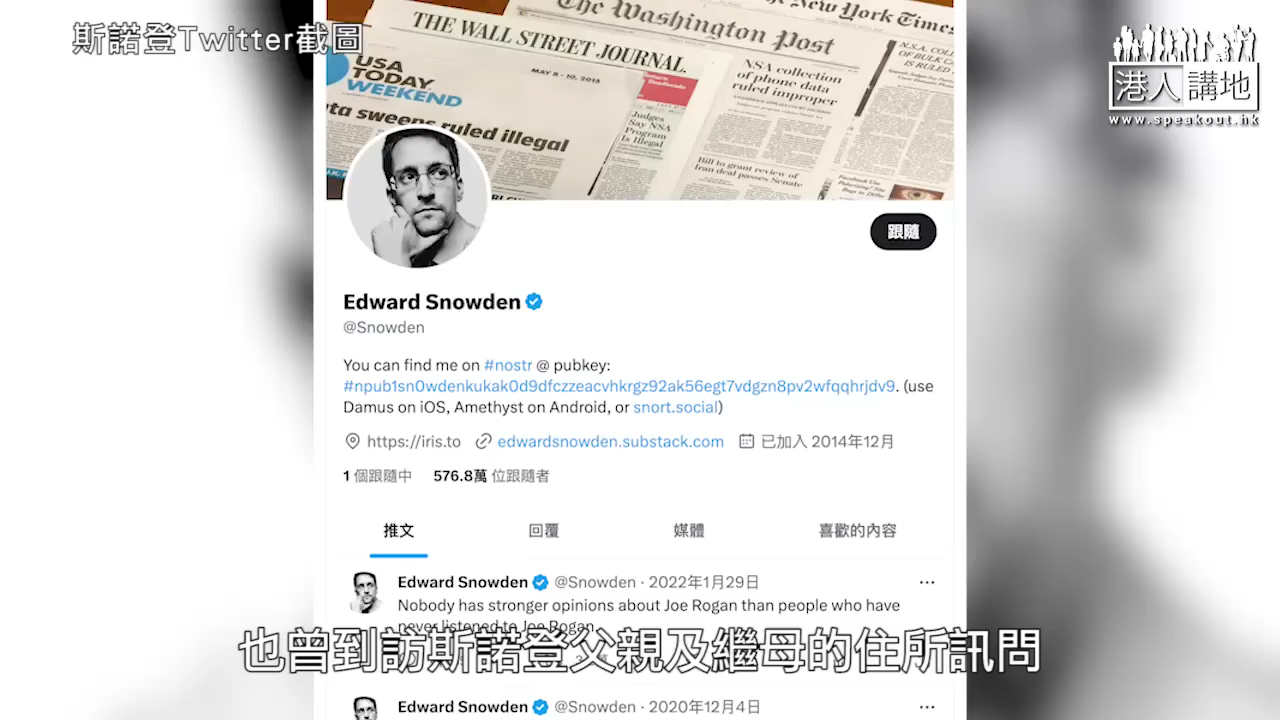 斯諾登Twitter截圖
港人講地
www.speakout.hk
The Washington Post
New York Times
THE WALL STREET JOURNAL.
USA
TODAY
WEEKEND
MAY 8 - 10, 2015
NSA collection
of phone data
ruled improper
Judges
Say NSA
Program
Is Illegal
ta sweeps ruled illegal
Bill to grant review of
Iran deal passes Senate
跟隨
Edward Snowden
@Snowden
You can find me on #nostr @ pubkey:
#npub1sn0wdenkukak0d9dfczzeacvhkrgz92ak56egt7vdgzn8pv2wfqqhrjdv9. (use
Damus on iOS, Amethyst on Android, or snort.social)
https://iris.to edwardsnowden.substack.com 已加入 2014年12月
1 個跟隨中 576.8萬 位跟隨者
推文 回覆 媒體 喜歡的內容
Edward Snowden @Snowden · 2022年1月29日 ···
Nobody has stronger opinions about Joe Rogan than people who have
never listened to Joe Rogan.
也曾到訪斯諾登父親及繼母的住所訊問
Edward Snowden @Snowden · 2020年12月4日 ···